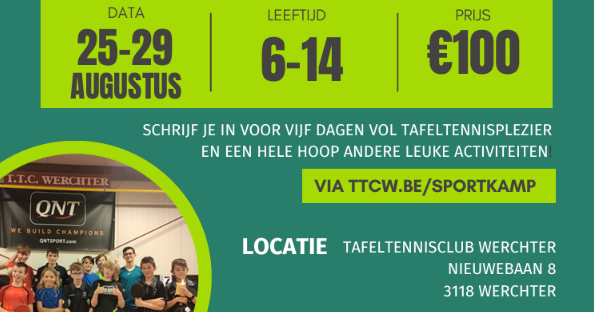 DATA
25-29
AUGUSTUS
LEEFTIJD
6-14
PRIJS
€100
SCHRIJF JE IN VOOR VIJF DAGEN VOL TAFELTENNISPLEZIER
EN EEN HELE HOOP ANDERE LEUKE ACTIVITEITEN!
VIA TTCW.BE/SPORTKAMP
T.T.C. WERCHTER
QNT
WE BUILD CHAMPIONS
QNTSPORT.com
LOCATIE TAFELTENNISCLUB WERCHTER
NIEUWEBAAN 8
3118 WERCHTER